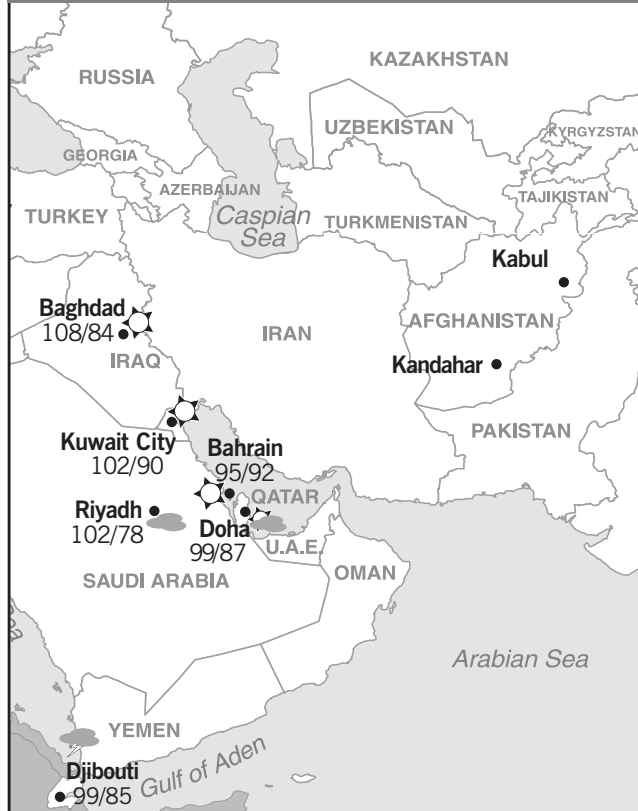 KAZAKHSTAN
RUSSIA
UZBEKISTAN
KYRGYZSTAN
GEORGIA
AZERBAIJAN
TAJIKISTAN
Caspian
Sea
TURKEY
TURKMENISTAN
Kabul
Baghdad
108/84
IRAQ
IRAN
AFGHANISTAN
Kandahar
PAKISTAN
Kuwait City
102/90
Bahrain
95/92
QATAR
Riyadh
102/78
Doha
99/87
U.A.E.
SAUDI ARABIA
OMAN
Arabian Sea
YEMEN
Gulf of Aden
Djibouti
99/85